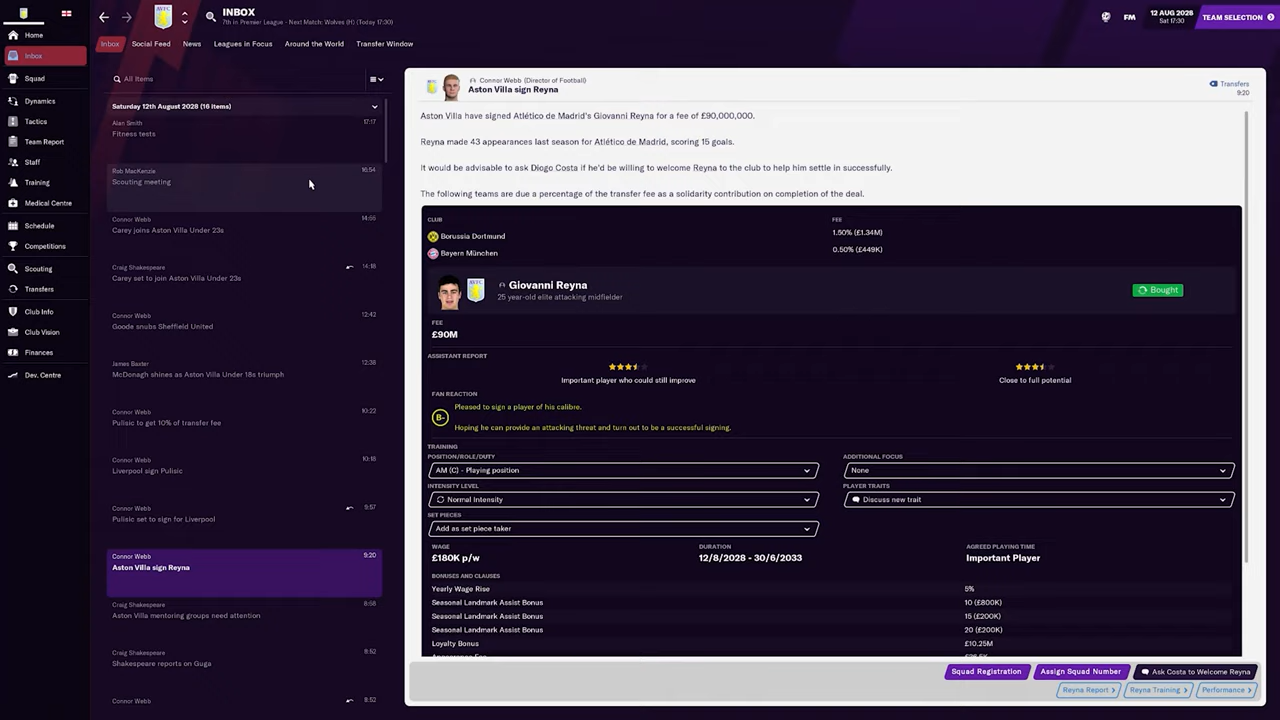 INBOX
7th in Premier League - Next Match: Wolves (H) (Today 17:30)
FM
12 AUG 2028
Sat 17:30
TEAM SELECTION
Home
Inbox
Squad
Dynamics
Tactics
Team Report
Staff
Training
Medical Centre
Schedule
Competitions
Scouting
Transfers
Club Info
Club Vision
Finances
Dev. Centre
Inbox
Social Feed
News
Leagues in Focus
Around the World
Transfer Window
All Items
Saturday 12th August 2028 (16 items)
Alan Smith 17:17
Fitness tests
Rob MacKenzie 16:54
Scouting meeting
Connor Webb 14:55
Carey joins Aston Villa Under 23s
Craig Shakespeare 14:18
Carey set to join Aston Villa Under 23s
Connor Webb 12:42
Goode snubs Sheffield United
James Baxter 12:38
McDonagh shines as Aston Villa Under 18s triumph
Connor Webb 10:22
Pulisic to get 10% of transfer fee
Connor Webb 10:18
Liverpool sign Pulisic
Connor Webb 9:57
Pulisic set to sign for Liverpool
Connor Webb 9:20
Aston Villa sign Reyna
Craig Shakespeare 8:58
Aston Villa mentoring groups need attention
Craig Shakespeare 8:52
Shakespeare reports on Guga
Connor Webb 8:52
Connor Webb (Director of Football)
Aston Villa sign Reyna
Transfers
9:20
Aston Villa have signed Atlético de Madrid's Giovanni Reyna for a fee of £90,000,000.
Reyna made 43 appearances last season for Atlético de Madrid, scoring 15 goals.
It would be advisable to ask Diogo Costa if he'd be willing to welcome Reyna to the club to help him settle in successfully.
The following teams are due a percentage of the transfer fee as a solidarity contribution on completion of the deal.
CLUB FEE
Borussia Dortmund 1.50% (£1.34M)
Bayern München 0.50% (£449K)
Giovanni Reyna
25 year-old elite attacking midfielder
Bought
FEE
£90M
ASSISTANT REPORT
Important player who could still improve
Close to full potential
FAN REACTION
B-
Pleased to sign a player of his calibre.
Hoping he can provide an attacking threat and turn out to be a successful signing.
TRAINING
POSITION/ROLE/DUTY ADDITIONAL FOCUS
AM (C) - Playing position None
INTENSITY LEVEL PLAYER TRAITS
Normal Intensity Discuss new trait
SET PIECES
Add as set piece taker
WAGE DURATION AGREED PLAYING TIME
£180K p/w 12/8/2028 - 30/6/2033 Important Player
BONUSES AND CLAUSES
Yearly Wage Rise 5%
Seasonal Landmark Assist Bonus 10 (£800K)
Seasonal Landmark Assist Bonus 15 (£200K)
Seasonal Landmark Assist Bonus 20 (£200K)
Loyalty Bonus £10.25M
Appearance Fee
Squad Registration
Assign Squad Number
Ask Costa to Welcome Reyna
Reyna Report
Reyna Training
Performance